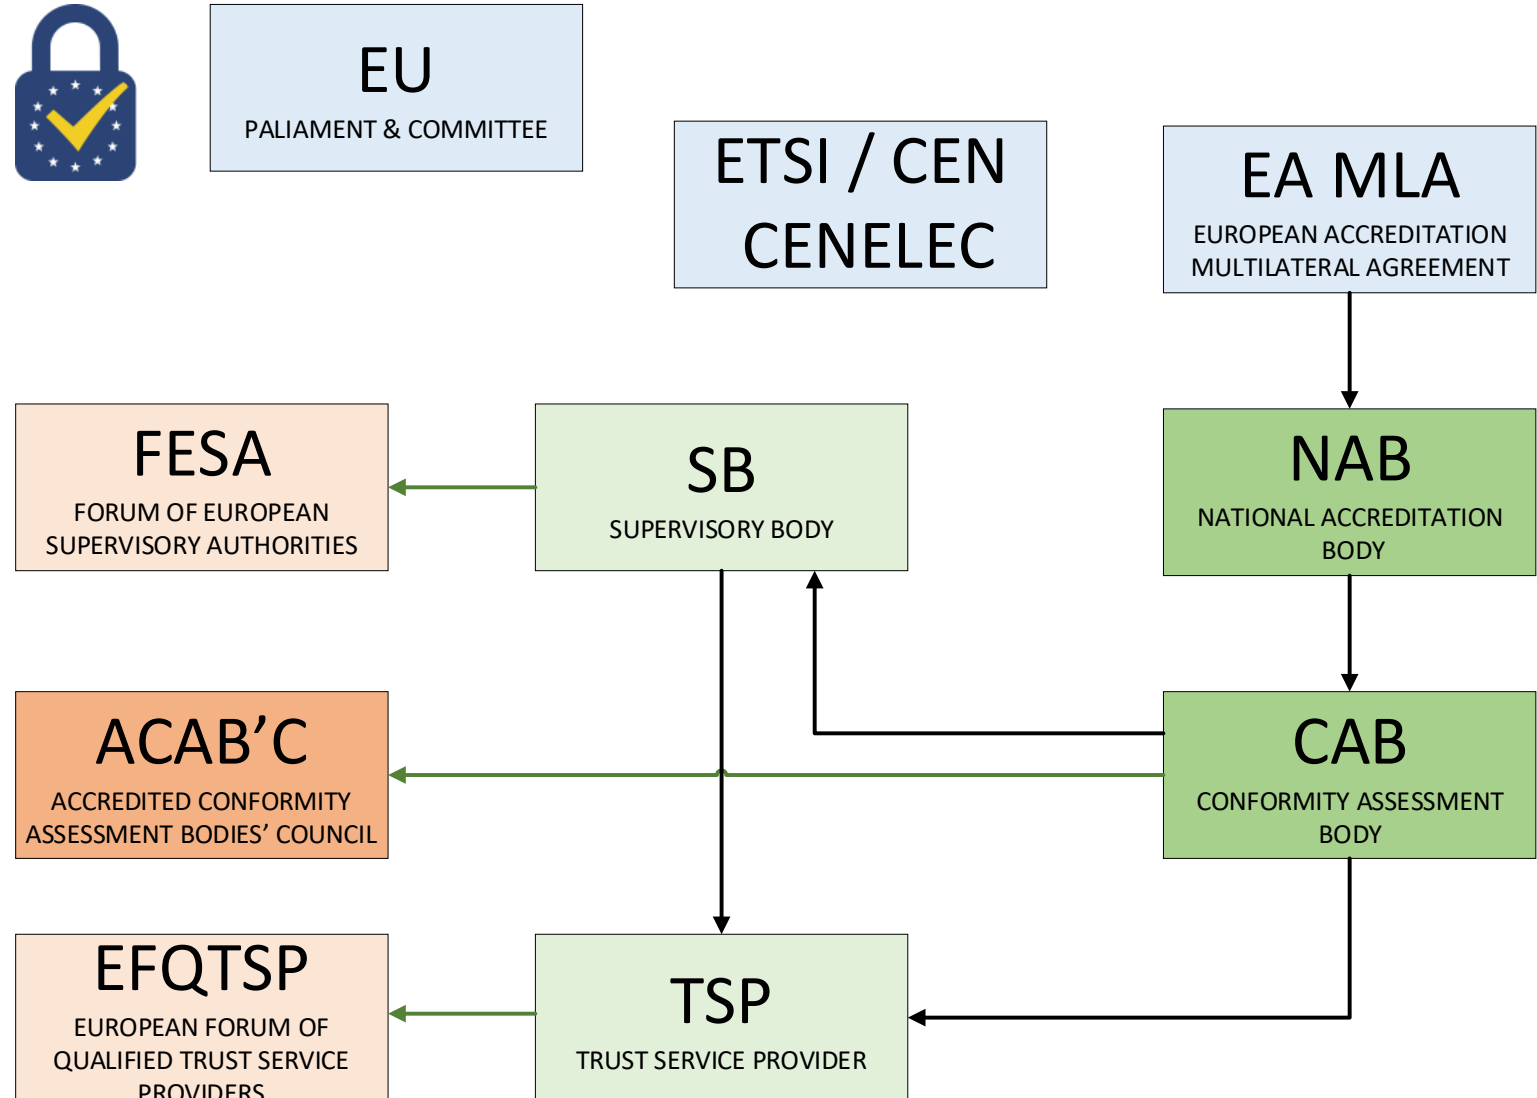 EU
PALIAMENT & COMMITTEE
ETSI / CEN
CENELEC
EA MLA
EUROPEAN ACCREDITATION
MULTILATERAL AGREEMENT
FESA
FORUM OF EUROPEAN
SUPERVISORY AUTHORITIES
SB
SUPERVISORY BODY
NAB
NATIONAL ACCREDITATION
BODY
ACAB’C
ACCREDITED CONFORMITY
ASSESSMENT BODIES’ COUNCIL
CAB
CONFORMITY ASSESSMENT
BODY
EFQTSP
EUROPEAN FORUM OF
QUALIFIED TRUST SERVICE
PROVIDERS
TSP
TRUST SERVICE PROVIDER